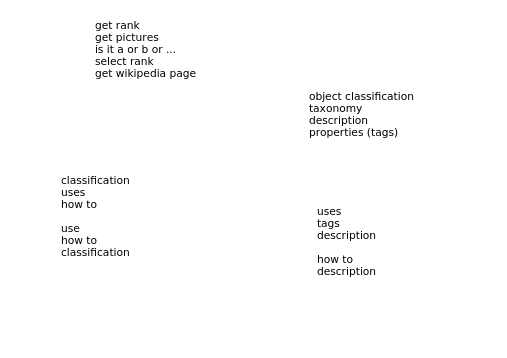 get rank
get pictures
is it a or b or ...
select rank
get wikipedia page
object classification
taxonomy
description
properties (tags)
classification
uses
how to
use
how to
classification
uses
tags
description
how to
description